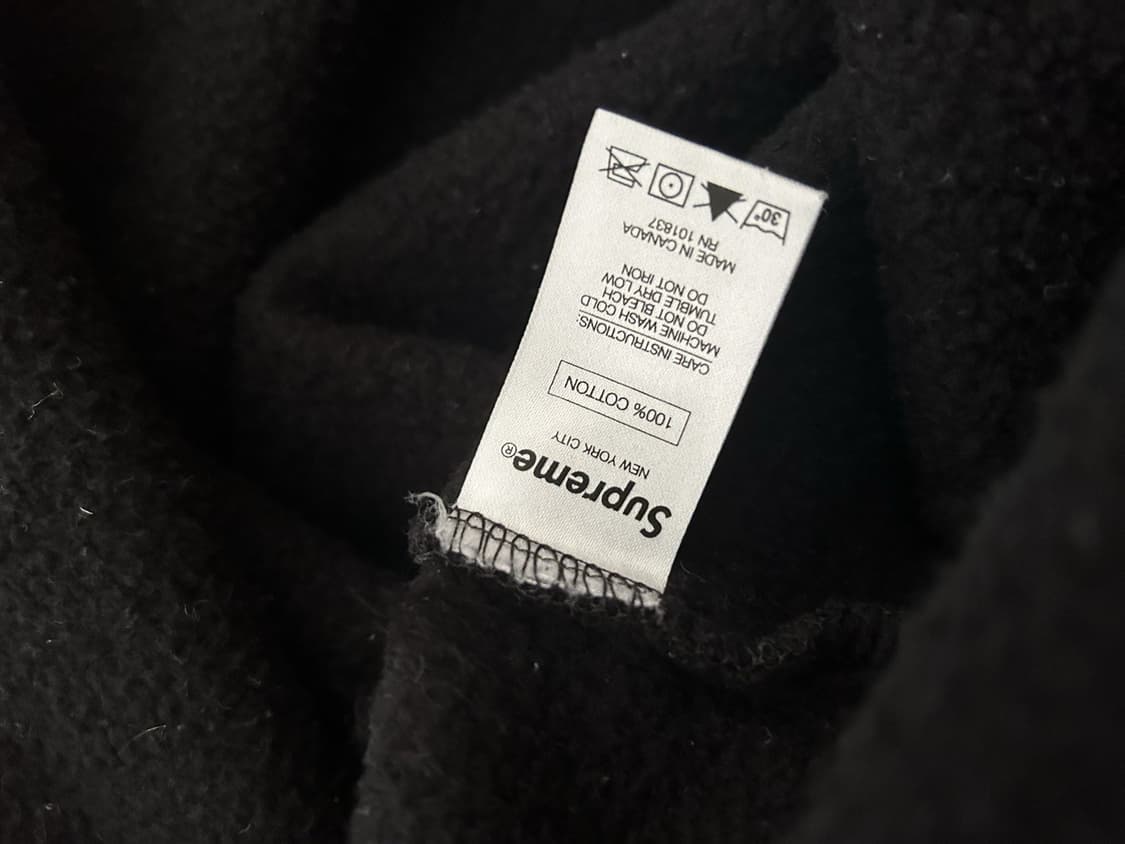 Supreme®
NEW YORK CITY
100% COTTON
CARE INSTRUCTIONS:
MACHINE WASH COLD
DO NOT BLEACH
TUMBLE DRY LOW
DO NOT IRON
MADE IN CANADA
RN 101837
30°